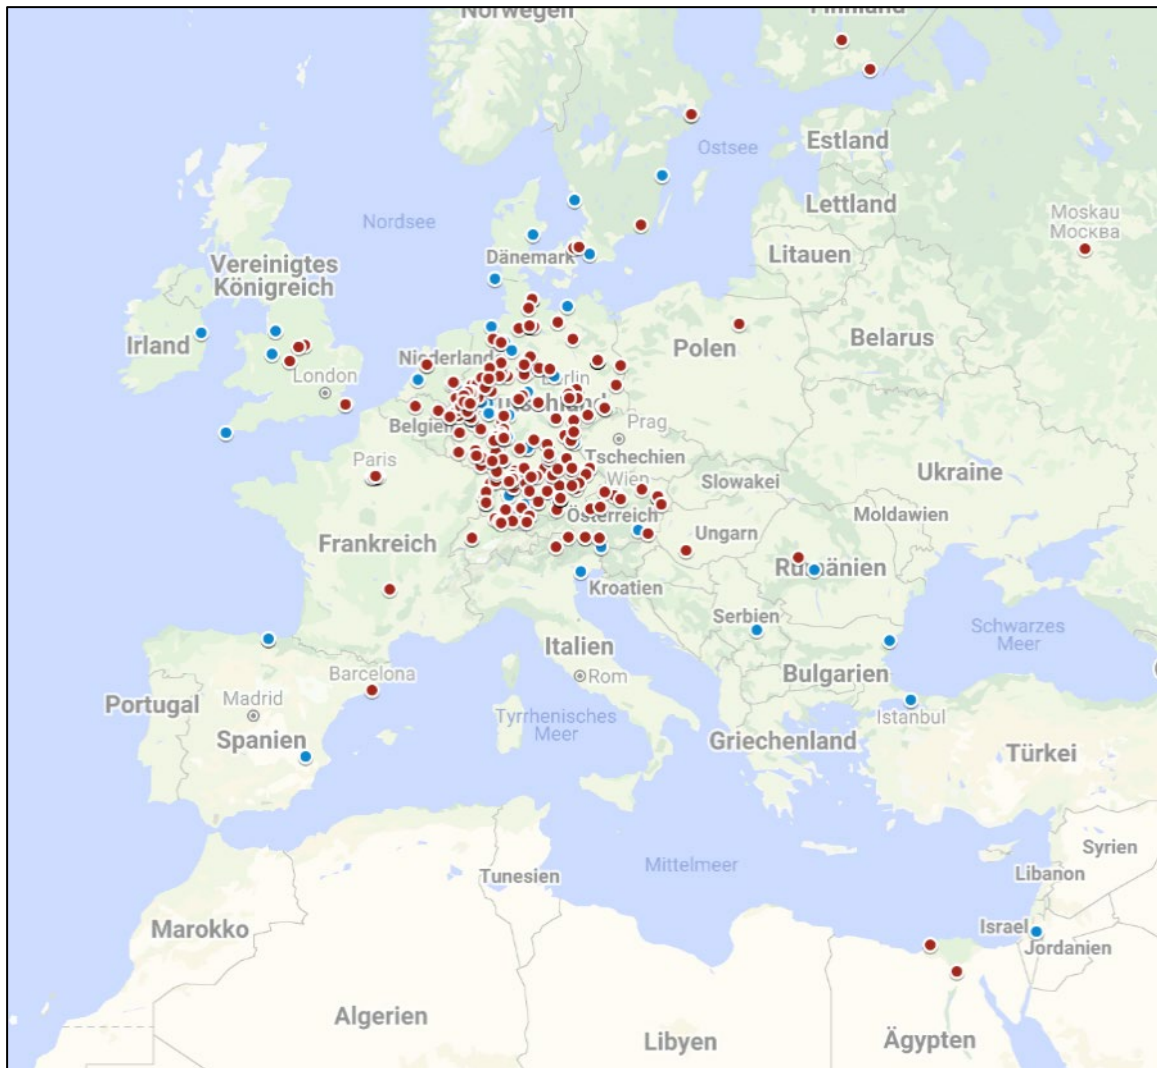 Norwegen
Finnland
Estland
Ostsee
Lettland
Moskau
Москва
Nordsee
Dänemark
Litauen
Vereinigtes
Königreich
Irland
Belarus
Polen
Niederland
Berlin
London
Belgien
Prag
Paris
Tschechien
Ukraine
Wien
Slowakei
Österreich
Moldawien
Ungarn
Frankreich
Rumänien
Kroatien
Serbien
Schwarzes
Meer
Italien
Barcelona
Bulgarien
Rom
Portugal
Madrid
Istanbul
Tyrrhenisches
Meer
Spanien
Griechenland
Türkei
Syrien
Mittelmeer
Libanon
Tunesien
Marokko
Israel
Jordanien
Algerien
Libyen
Ägypten